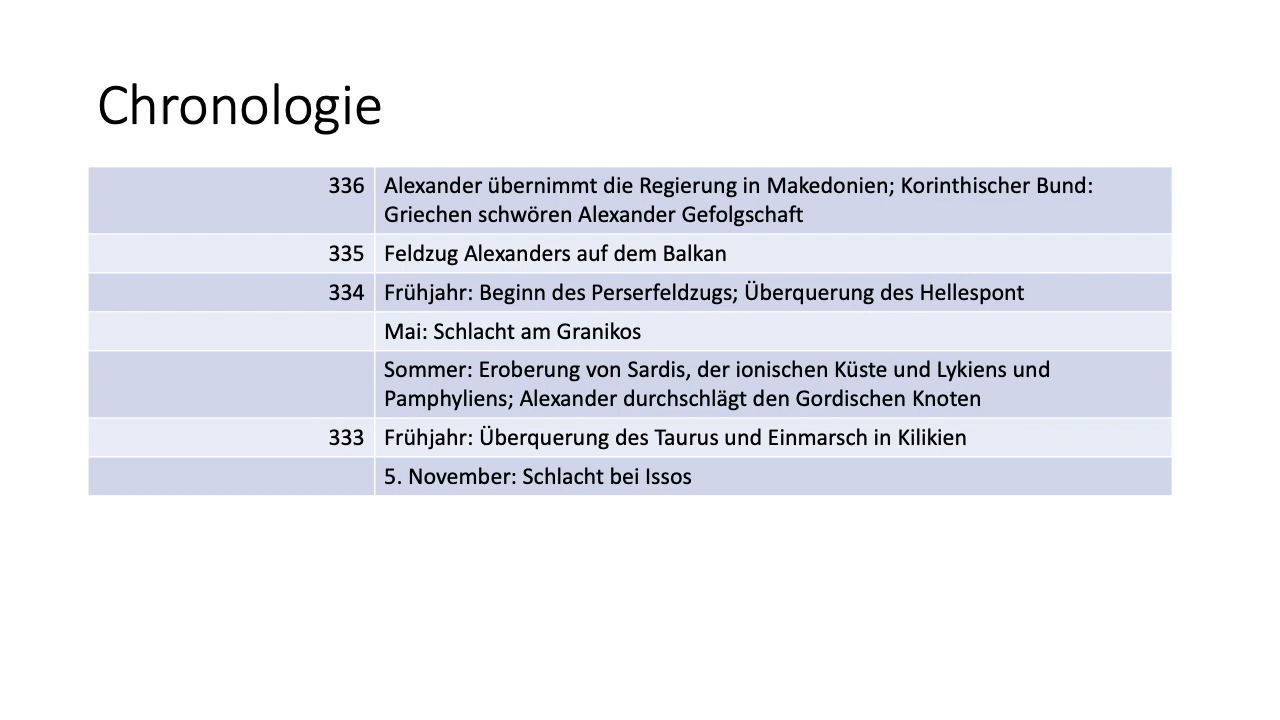 Chronologie
336 Alexander übernimmt die Regierung in Makedonien; Korinthischer Bund:
Griechen schwören Alexander Gefolgschaft
335 Feldzug Alexanders auf dem Balkan
334 Frühjahr: Beginn des Perserfeldzugs; Überquerung des Hellespont
Mai: Schlacht am Granikos
Sommer: Eroberung von Sardis, der ionischen Küste und Lykiens und
Pamphyliens; Alexander durchschlägt den Gordischen Knoten
333 Frühjahr: Überquerung des Taurus und Einmarsch in Kilikien
5. November: Schlacht bei Issos